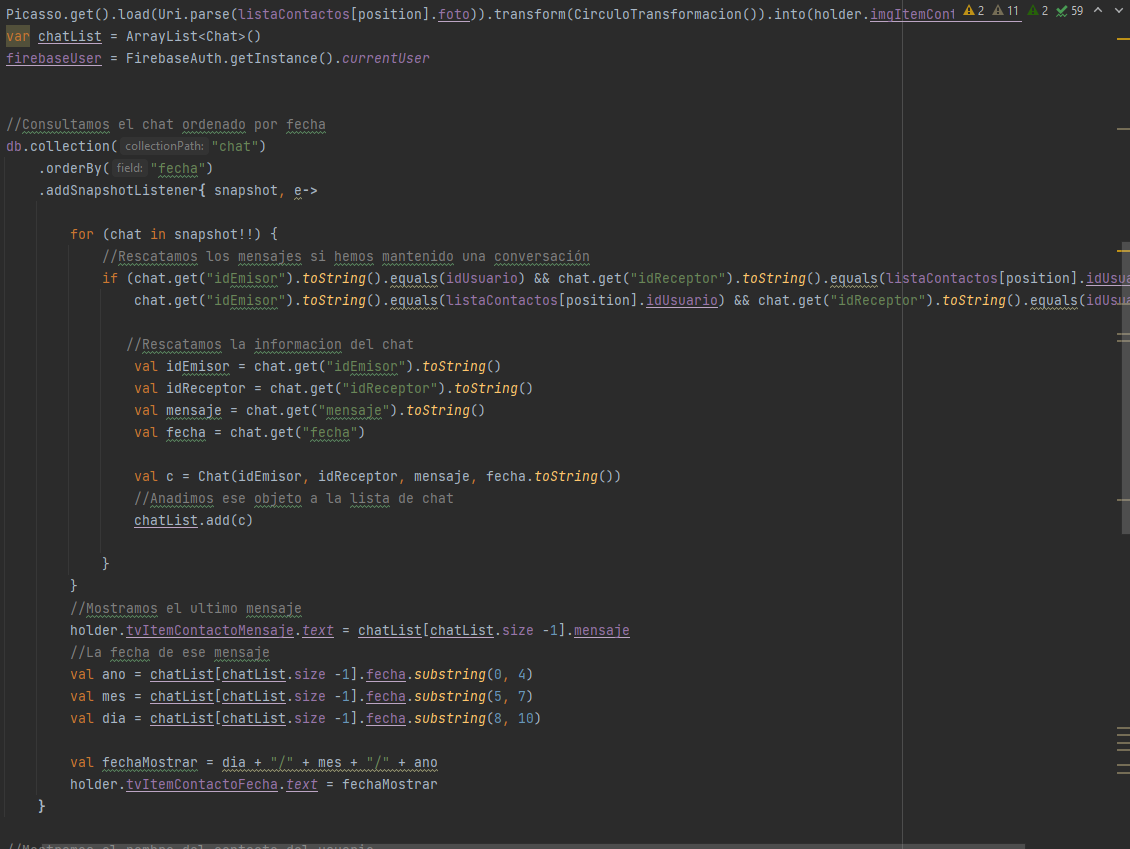 Picasso.get().load(Uri.parse(listaContactos[position].foto)).transform(CirculoTransformacion()).into(holder.imgItemCont 2 11 2 59
var chatList = ArrayList<Chat>()
firebaseUser = FirebaseAuth.getInstance().currentUser
//Consultamos el chat ordenado por fecha
db.collection( collectionPath: "chat")
.orderBy( field: "fecha")
.addSnapshotListener{ snapshot, e->
for (chat in snapshot!!) {
//Rescatamos los mensajes si hemos mantenido una conversación
if (chat.get("idEmisor").toString().equals(idUsuario) && chat.get("idReceptor").toString().equals(listaContactos[position].idUsua
chat.get("idEmisor").toString().equals(listaContactos[position].idUsuario) && chat.get("idReceptor").toString().equals(idUsua
//Rescatamos la informacion del chat
val idEmisor = chat.get("idEmisor").toString()
val idReceptor = chat.get("idReceptor").toString()
val mensaje = chat.get("mensaje").toString()
val fecha = chat.get("fecha")
val c = Chat(idEmisor, idReceptor, mensaje, fecha.toString())
//Anadimos ese objeto a la lista de chat
chatList.add(c)
}
}
//Mostramos el ultimo mensaje
holder.tvItemContactoMensaje.text = chatList[chatList.size -1].mensaje
//La fecha de ese mensaje
val ano = chatList[chatList.size -1].fecha.substring(0, 4)
val mes = chatList[chatList.size -1].fecha.substring(5, 7)
val dia = chatList[chatList.size -1].fecha.substring(8, 10)
val fechaMostrar = dia + "/" + mes + "/" + ano
holder.tvItemContactoFecha.text = fechaMostrar
}
//Mostramos el nombre del contacto del usuario